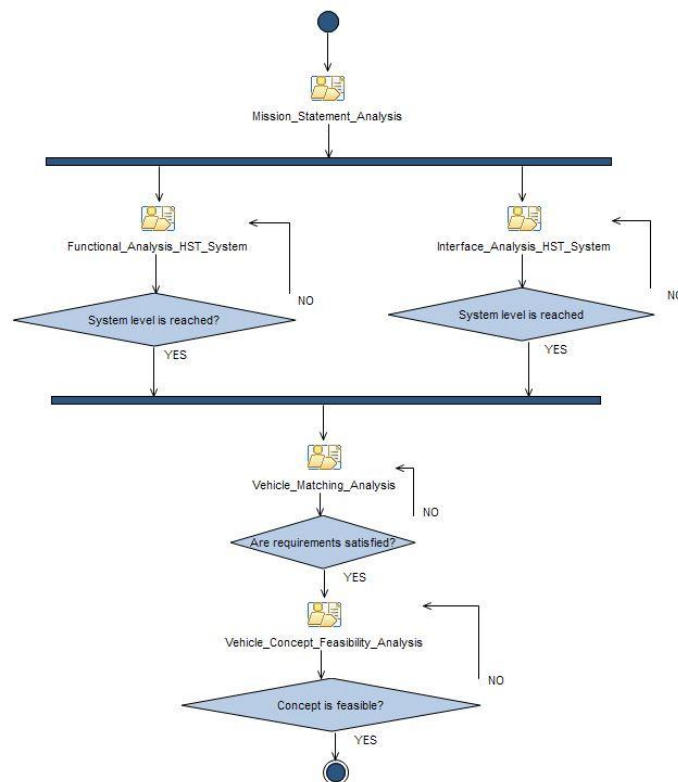 Mission_Statement_Analysis
Functional_Analysis_HST_System
Interface_Analysis_HST_System
NO
NO
System level is reached?
System level is reached
YES
YES
Vehicle_Matching_Analysis
NO
Are requirements satisfied?
YES
Vehicle_Concept_Feasibility_Analysis
NO
Concept is feasible?
YES